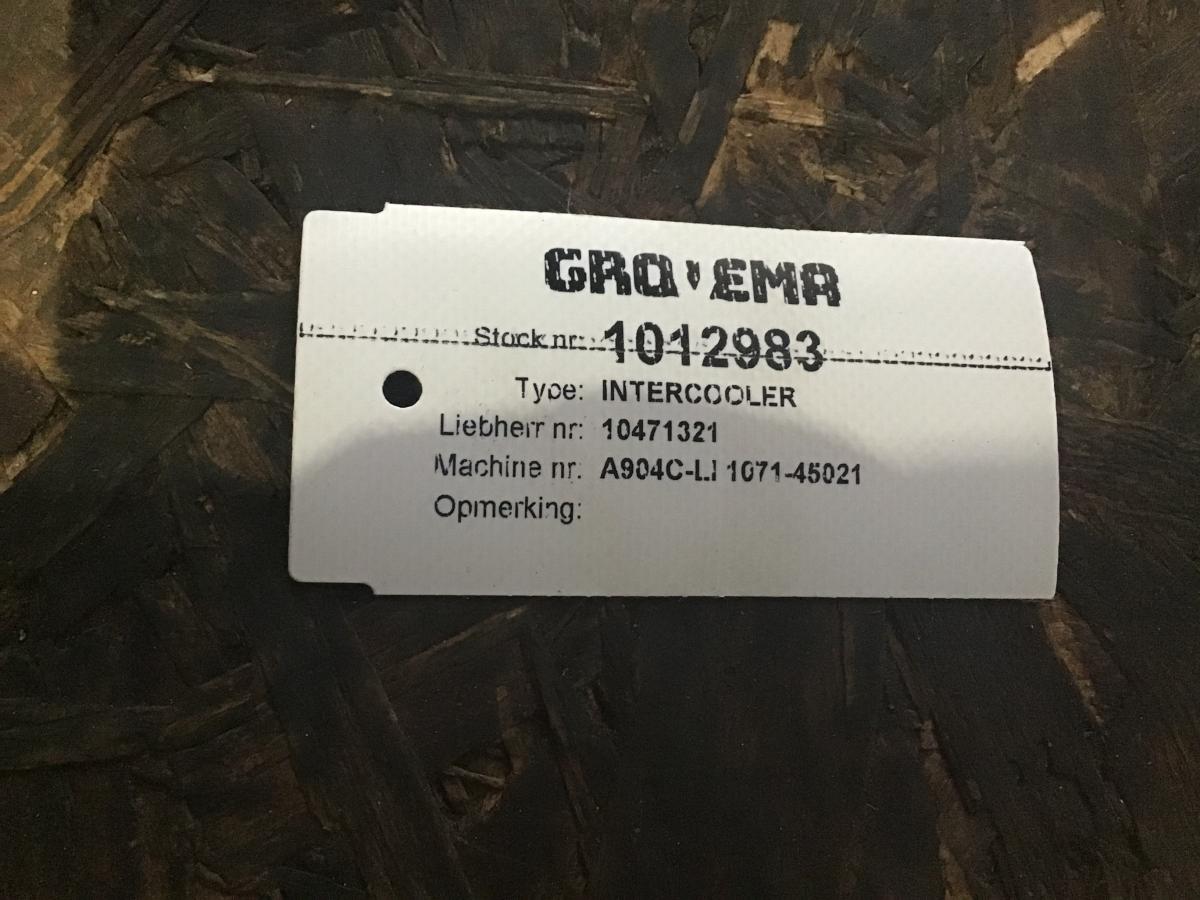 GRO'EMA
Stock nr: 1012983
Type: INTERCOOLER
Liebherr nr: 10471321
Machine nr: A904C-LI 1071-45021
Opmerking: